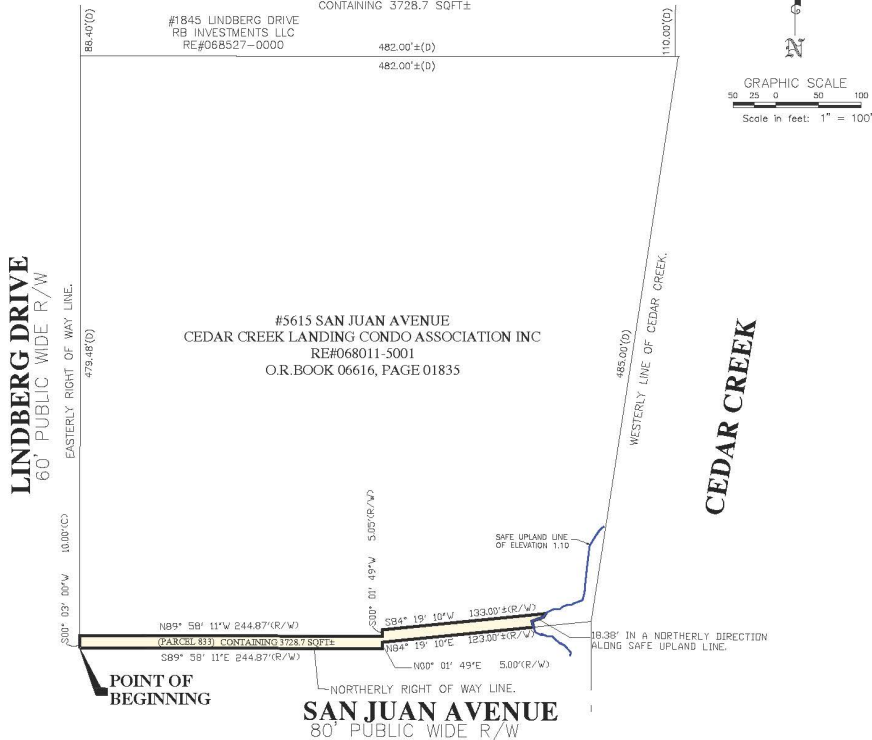 CONTAINING 3728.7 SQFT±
#1845 LINDBERG DRIVE
RB INVESTMENTS LLC
RE#068527-0000
88.40'(D)
482.00'±(D)
482.00'±(D)
110.00'(D)
N
GRAPHIC SCALE
50 25 0 50 100
Scale in feet: 1" = 100'
LINDBERG DRIVE
60' PUBLIC WIDE R/W
EASTERLY RIGHT OF WAY LINE.
479.48'(D)
#5615 SAN JUAN AVENUE
CEDAR CREEK LANDING CONDO ASSOCIATION INC
RE#068011-5001
O.R.BOOK 06616, PAGE 01835
485.00'(D)
WESTERLY LINE OF CEDAR CREEK.
CEDAR CREEK
S00° 03' 00"W 10.00'(C)
S00° 01' 49"W 5.05'(R/W)
SAFE UPLAND LINE
OF ELEVATION 1.10
N89° 58' 11"W 244.87'(R/W)
(PARCEL 833) CONTAINING 3728.7 SQFT±
S89° 58' 11"E 244.87'(R/W)
S84° 19' 10"W 133.00'±(R/W)
N84° 19' 10"E 123.00'±(R/W)
18.38' IN A NORTHERLY DIRECTION
ALONG SAFE UPLAND LINE.
N00° 01' 49"E 5.00'(R/W)
POINT OF
BEGINNING
NORTHERLY RIGHT OF WAY LINE.
SAN JUAN AVENUE
80' PUBLIC WIDE R/W